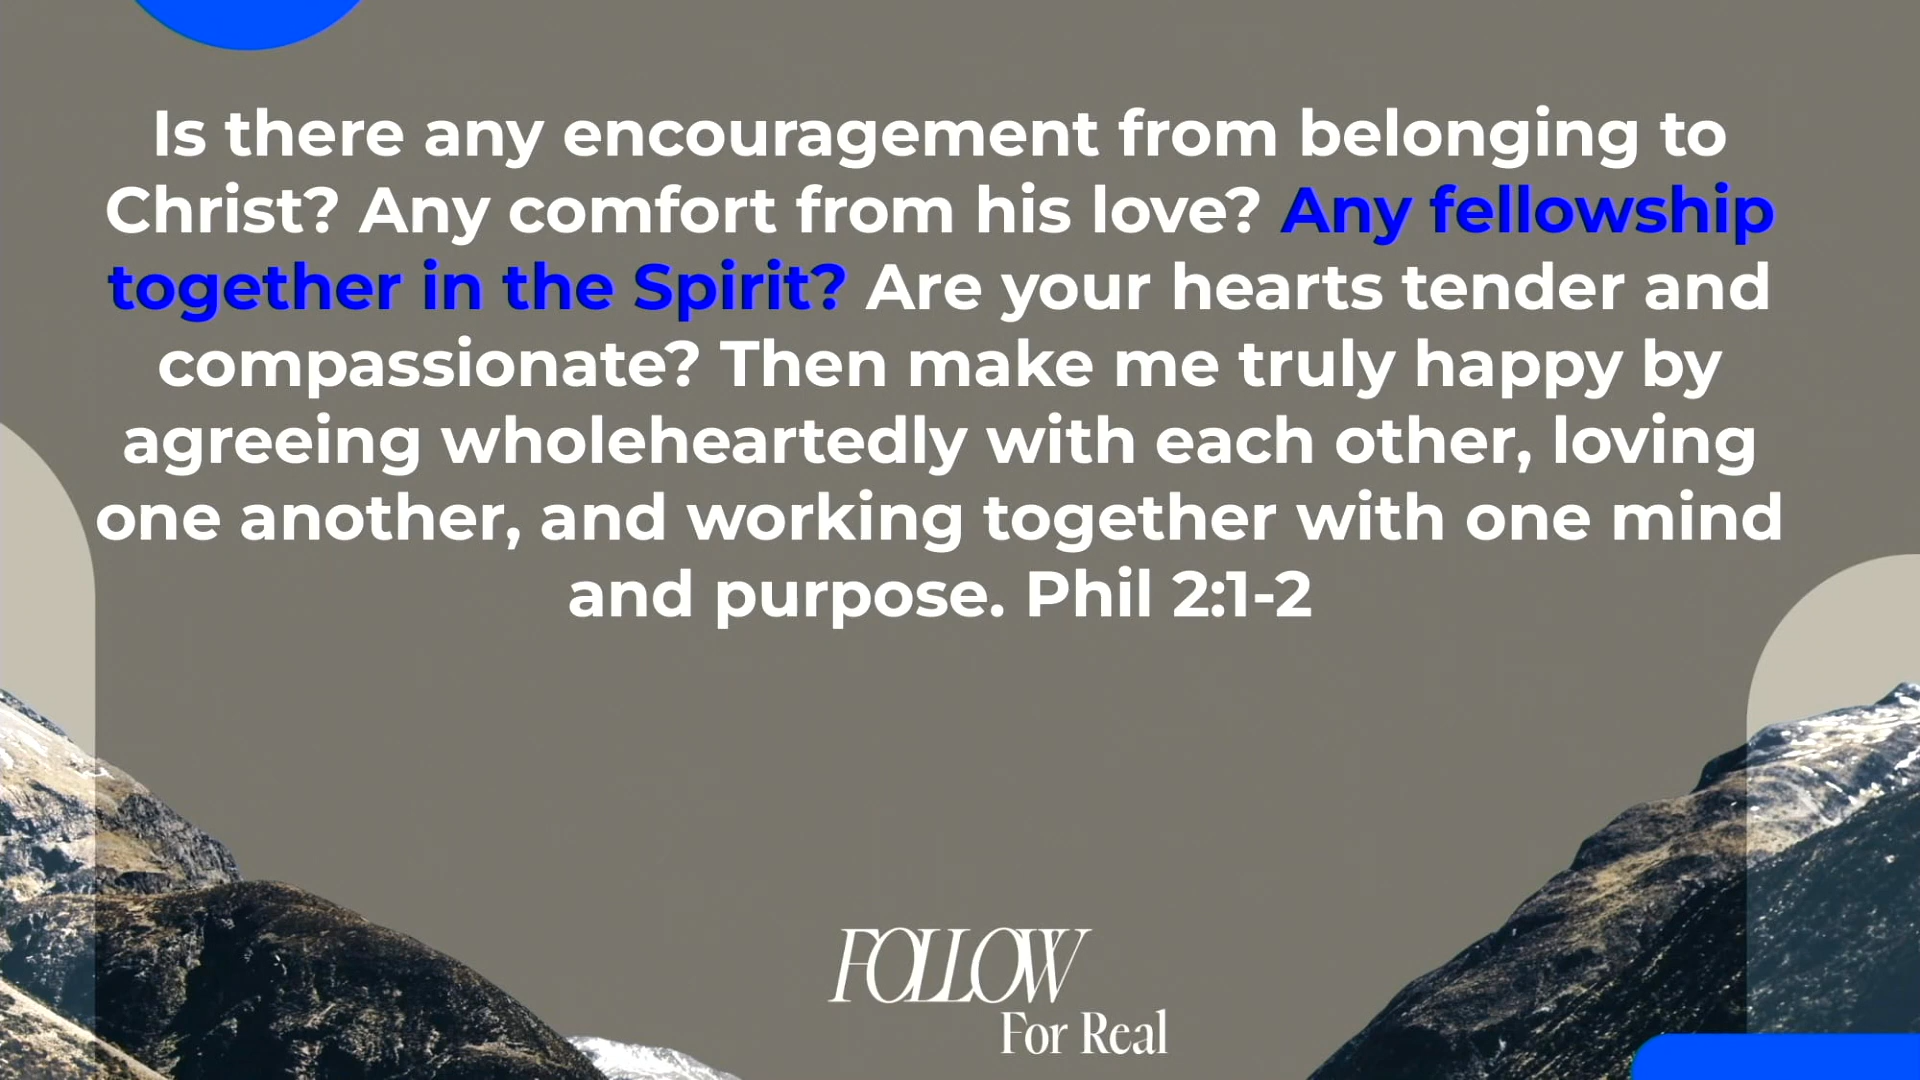 Is there any encouragement from belonging to
Christ? Any comfort from his love? Any fellowship
together in the Spirit? Are your hearts tender and
compassionate? Then make me truly happy by
agreeing wholeheartedly with each other, loving
one another, and working together with one mind
and purpose. Phil 2:1-2
FOLLOW
For Real